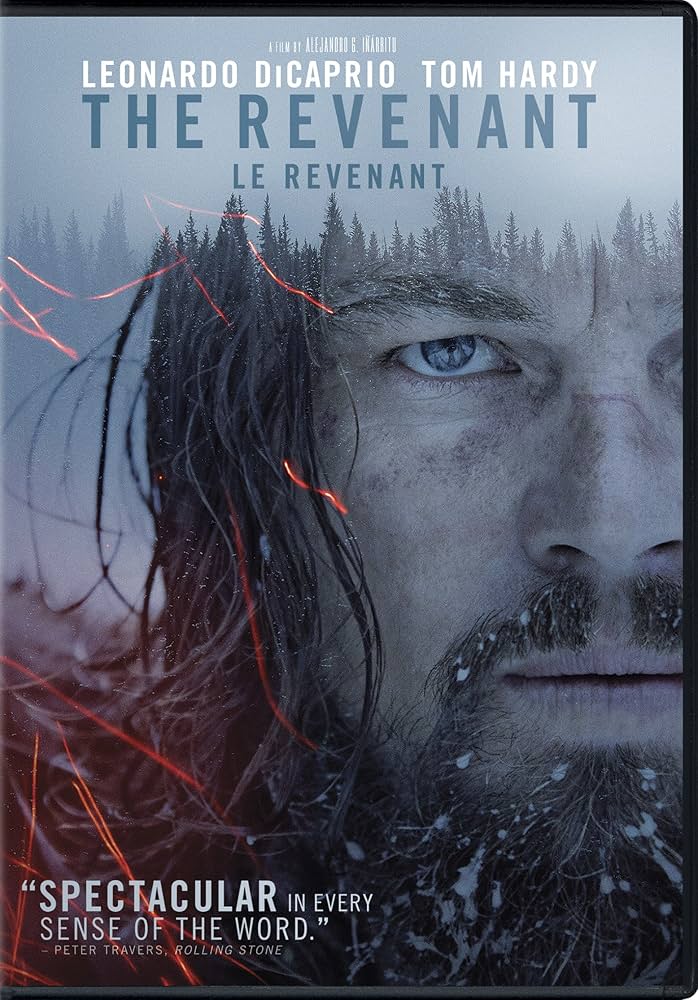 A FILM BY ALEJANDRO G. IÑÁRRITU
LEONARDO DiCAPRIO TOM HARDY
THE REVENANT
LE REVENANT
“SPECTACULAR IN EVERY
SENSE OF THE WORD.”
– PETER TRAVERS, ROLLING STONE